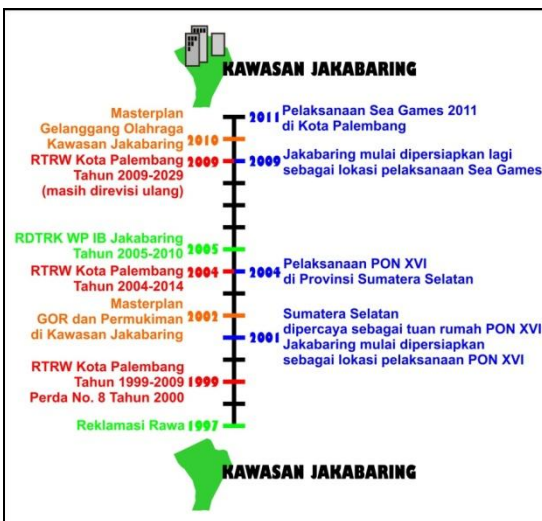 KAWASAN JAKABARING
2011 Pelaksanaan Sea Games 2011
di Kota Palembang
Masterplan
Gelanggang Olahraga
Kawasan Jakabaring 2010
RTRW Kota Palembang 2009
Tahun 2009-2029
(masih direvisi ulang)
2009 Jakabaring mulai dipersiapkan lagi
sebagai lokasi pelaksanaan Sea Games
RDTRK WP IB Jakabaring 2005
Tahun 2005-2010
RTRW Kota Palembang 2004
Tahun 2004-2014
2004 Pelaksanaan PON XVI
di Provinsi Sumatera Selatan
Masterplan
GOR dan Permukiman 2002
di Kawasan Jakabaring
Sumatera Selatan
dipercaya sebagai tuan rumah PON XVI
2001 Jakabaring mulai dipersiapkan
sebagai lokasi pelaksanaan PON XVI
RTRW Kota Palembang
Tahun 1999-2009 1999
Perda No. 8 Tahun 2000
Reklamasi Rawa 1997
KAWASAN JAKABARING